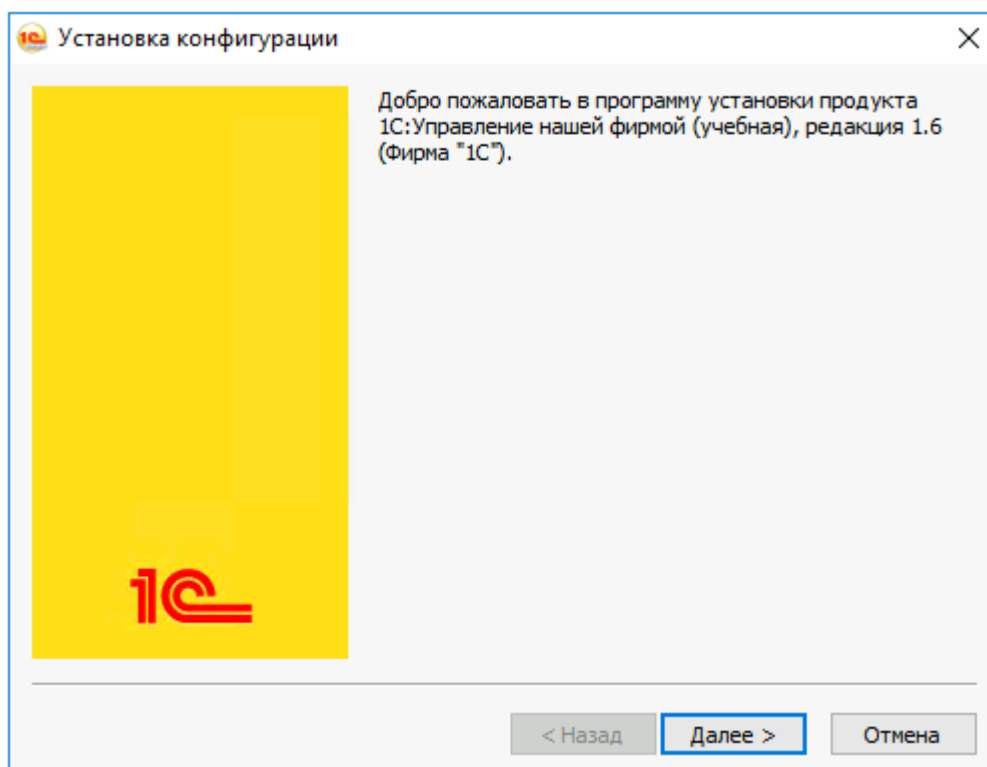 Установка конфигурации
Добро пожаловать в программу установки продукта
1С:Управление нашей фирмой (учебная), редакция 1.6
(Фирма "1С").
1С
< Назад
Далее >
Отмена